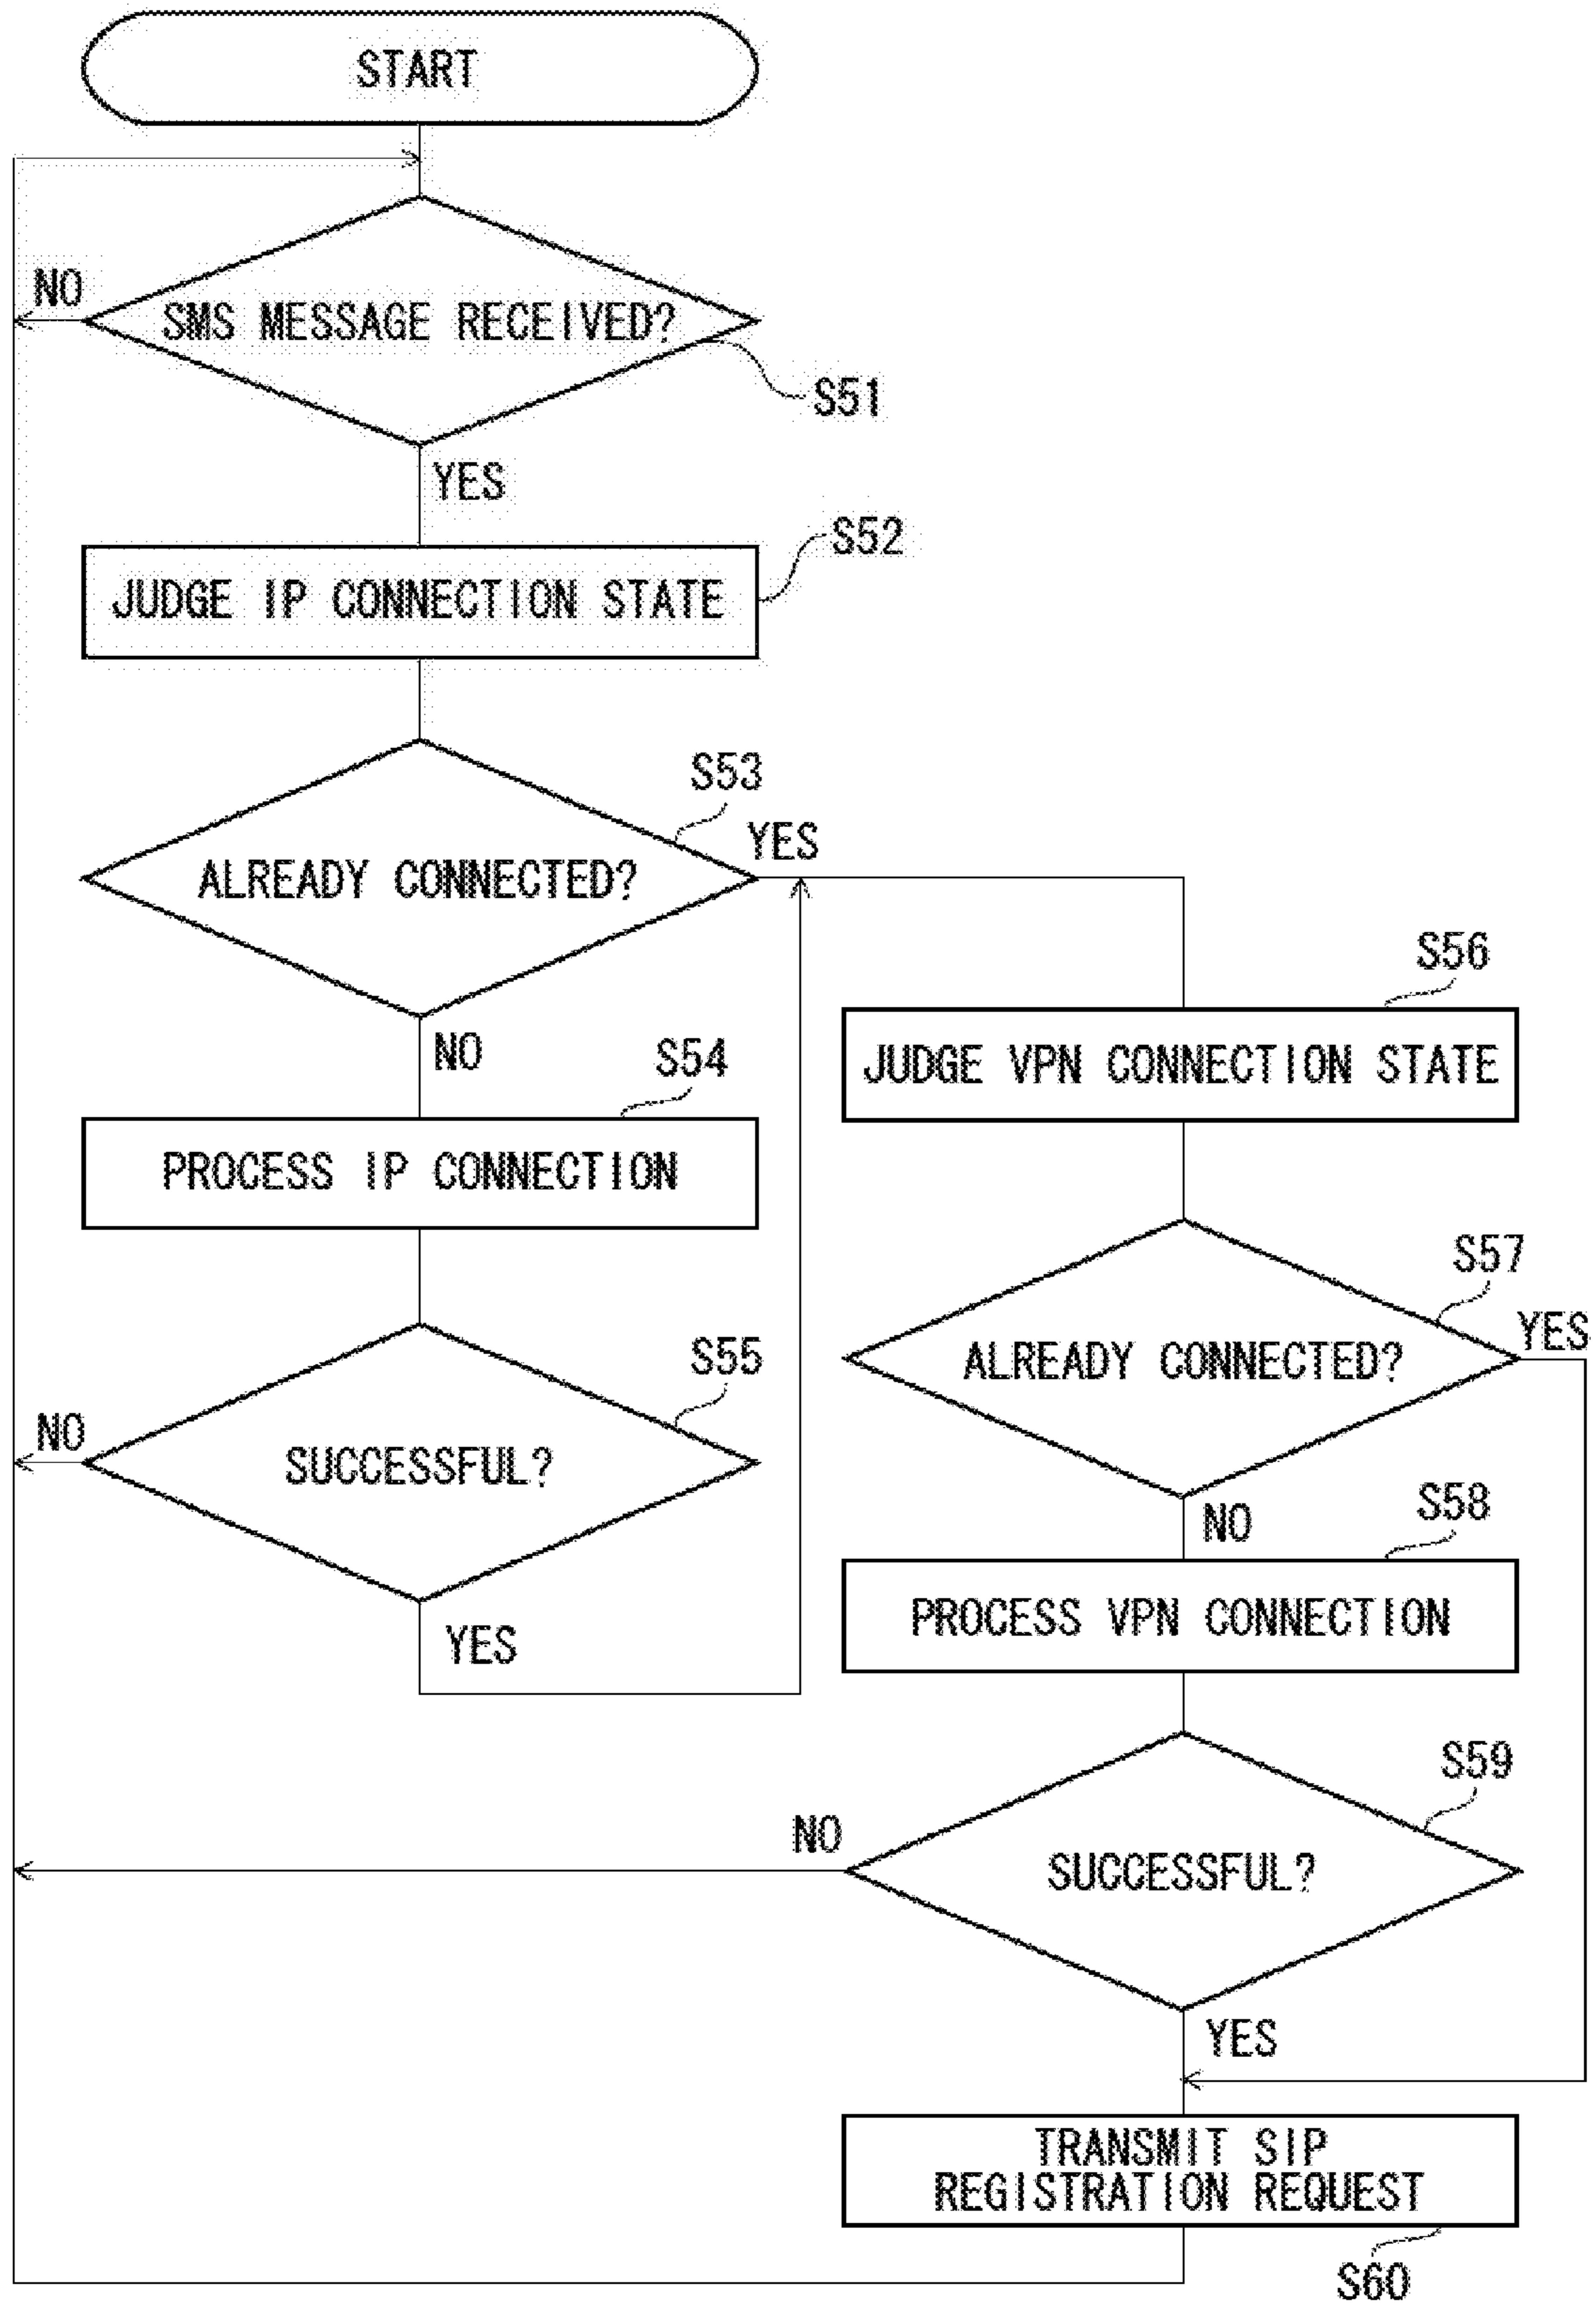 START
NO
SMS MESSAGE RECEIVED?
S51
YES
S52
JUDGE IP CONNECTION STATE
S53
YES
ALREADY CONNECTED?
NO
S54
PROCESS IP CONNECTION
S55
NO
SUCCESSFUL?
YES
S56
JUDGE VPN CONNECTION STATE
S57
YES
ALREADY CONNECTED?
NO
S58
PROCESS VPN CONNECTION
S59
NO
SUCCESSFUL?
YES
TRANSMIT SIP
REGISTRATION REQUEST
S60